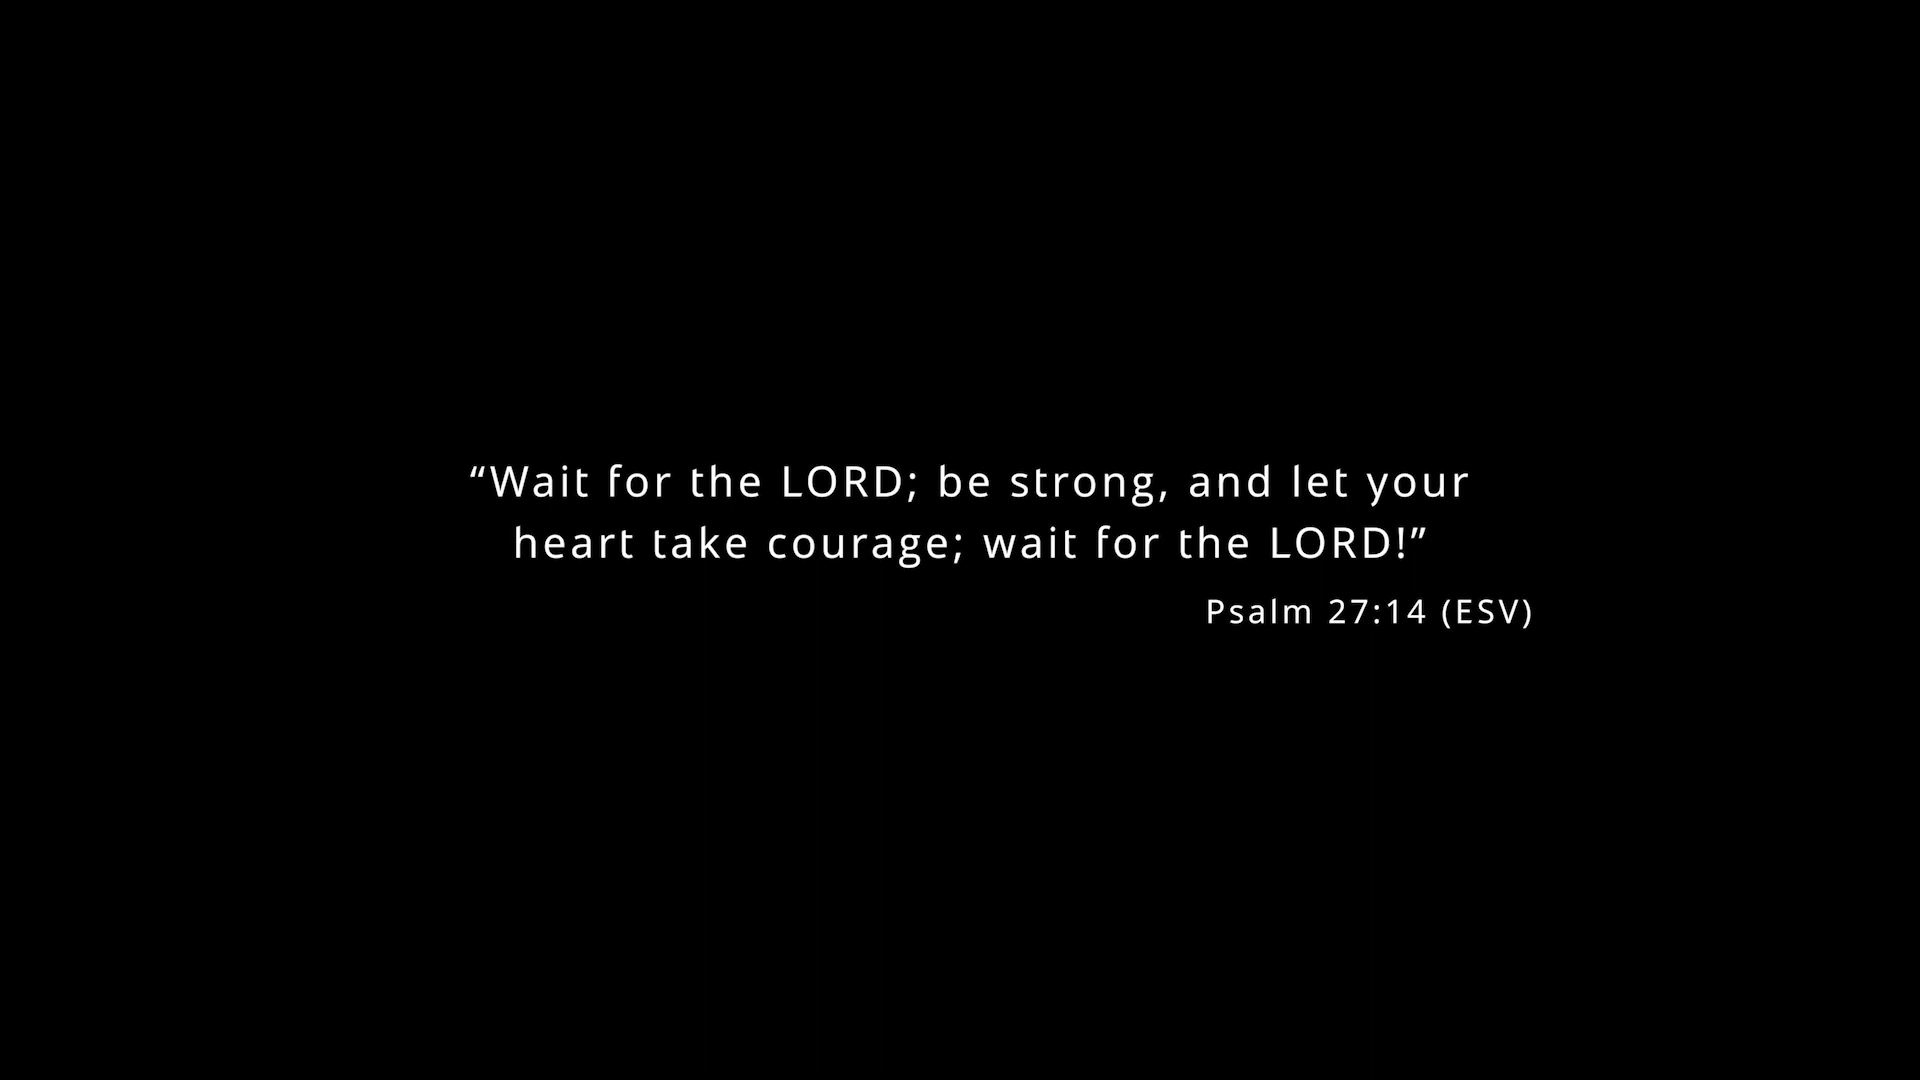 “Wait for the LORD; be strong, and let your
heart take courage; wait for the LORD!”
Psalm 27:14 (ESV)